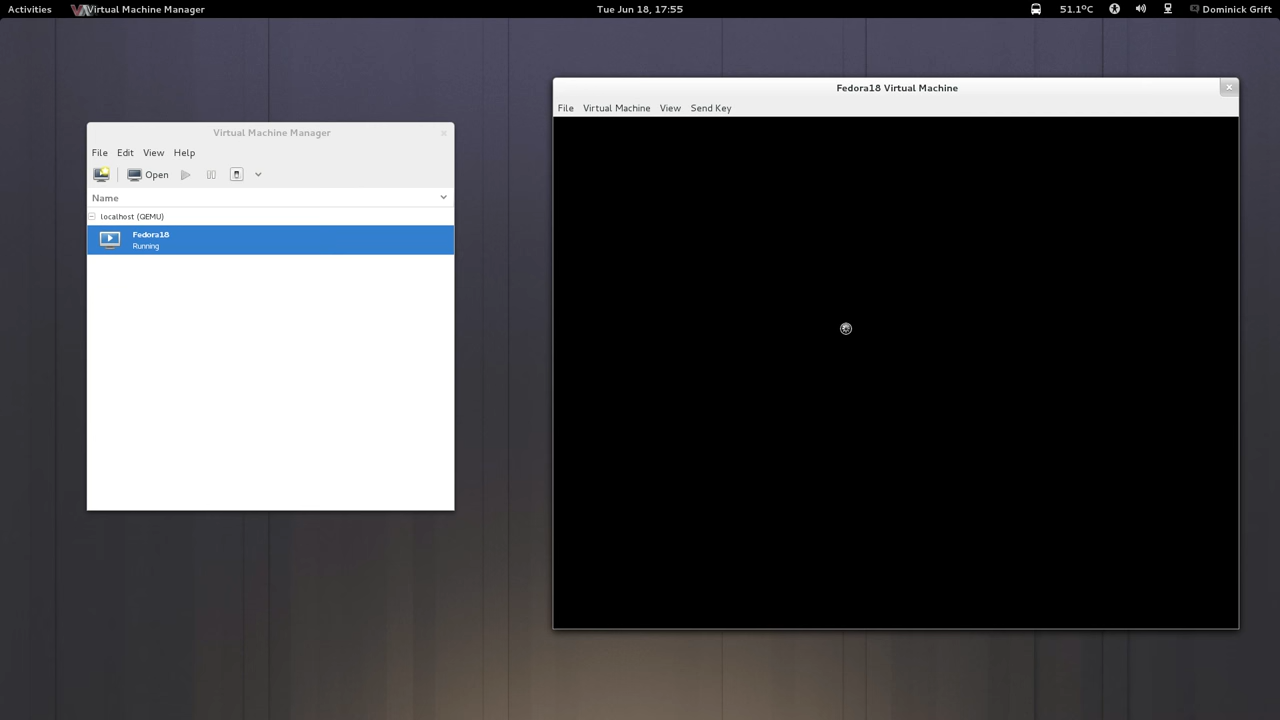 Activities Virtual Machine Manager Tue Jun 18, 17:55 51.1°C Dominick Grift
Virtual Machine Manager
File Edit View Help
Open
Name
localhost (QEMU)
Fedora18
Running
Fedora18 Virtual Machine
File Virtual Machine View Send Key